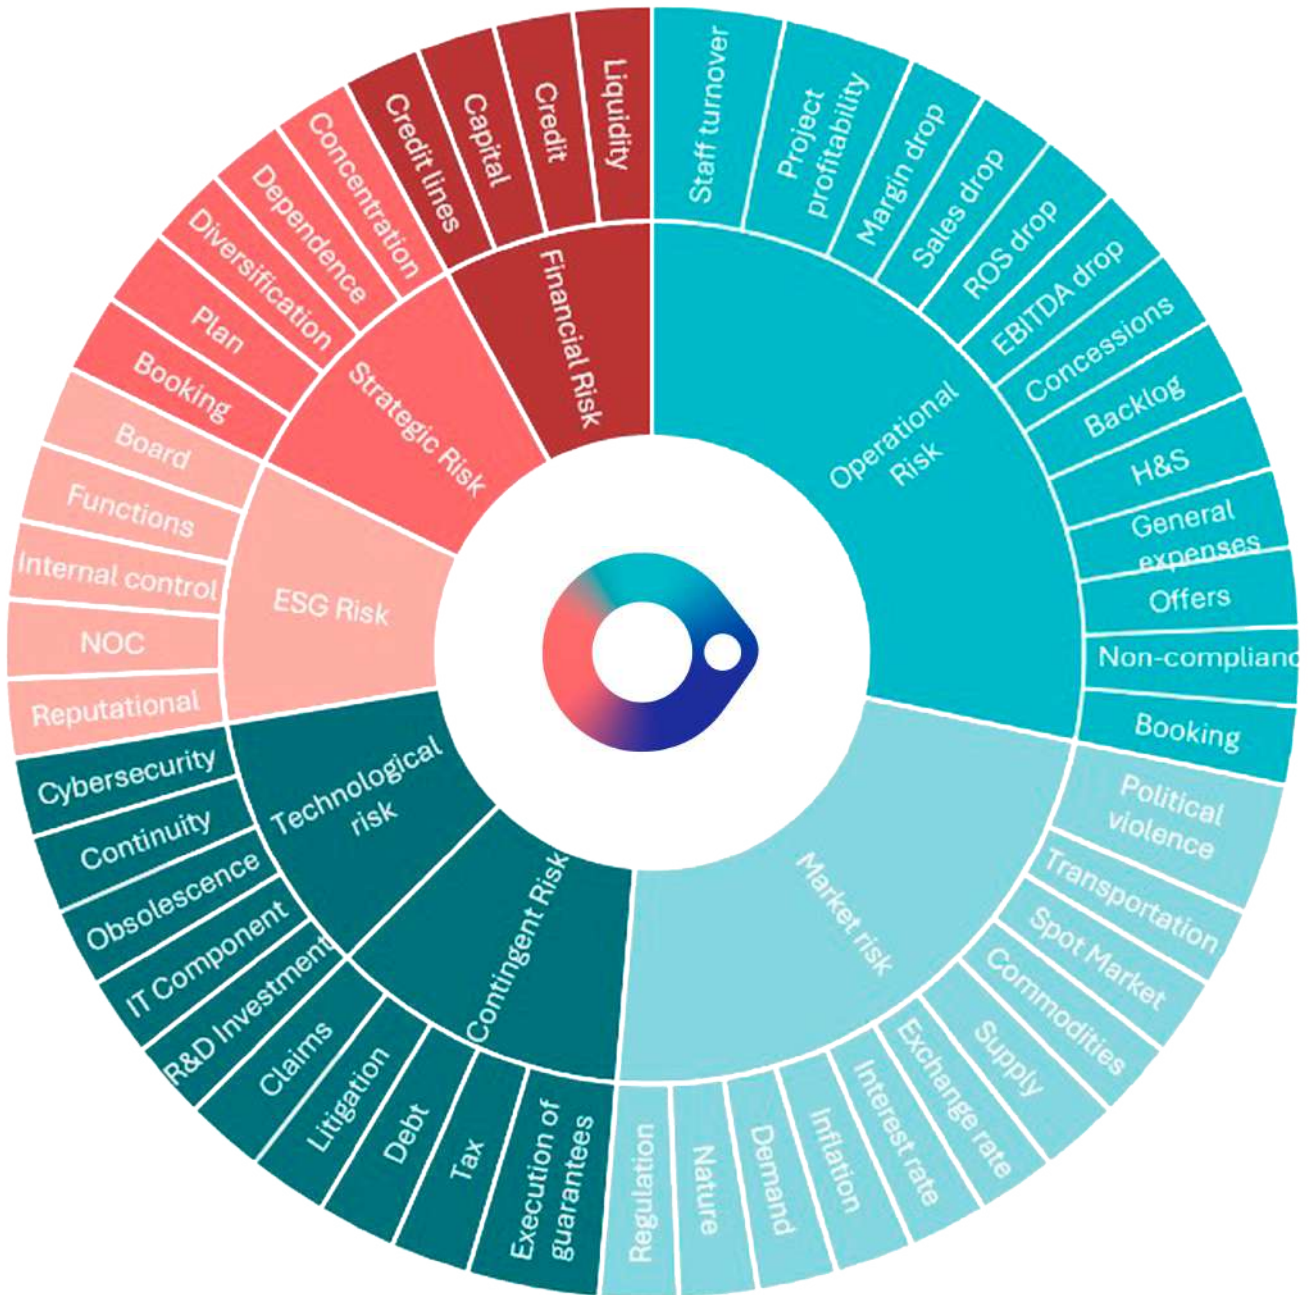 Operational
Risk
Staff turnover
Project
profitability
Margin drop
Sales drop
ROS drop
EBITDA drop
Concessions
Backlog
H&S
General
expenses
Offers
Non-complianc
Booking
Market risk
Political
violence
Transportation
Spot Market
Commodities
Supply
Exchange rate
Interest rate
Inflation
Demand
Nature
Regulation
Contingent Risk
Execution of
guarantees
Tax
Debt
Litigation
Claims
Technological
risk
R&D Investment
IT Component
Obsolescence
Continuity
Cybersecurity
ESG Risk
Reputational
NOC
Internal control
Functions
Board
Strategic Risk
Booking
Plan
Diversification
Dependence
Concentration
Financial Risk
Credit lines
Capital
Credit
Liquidity